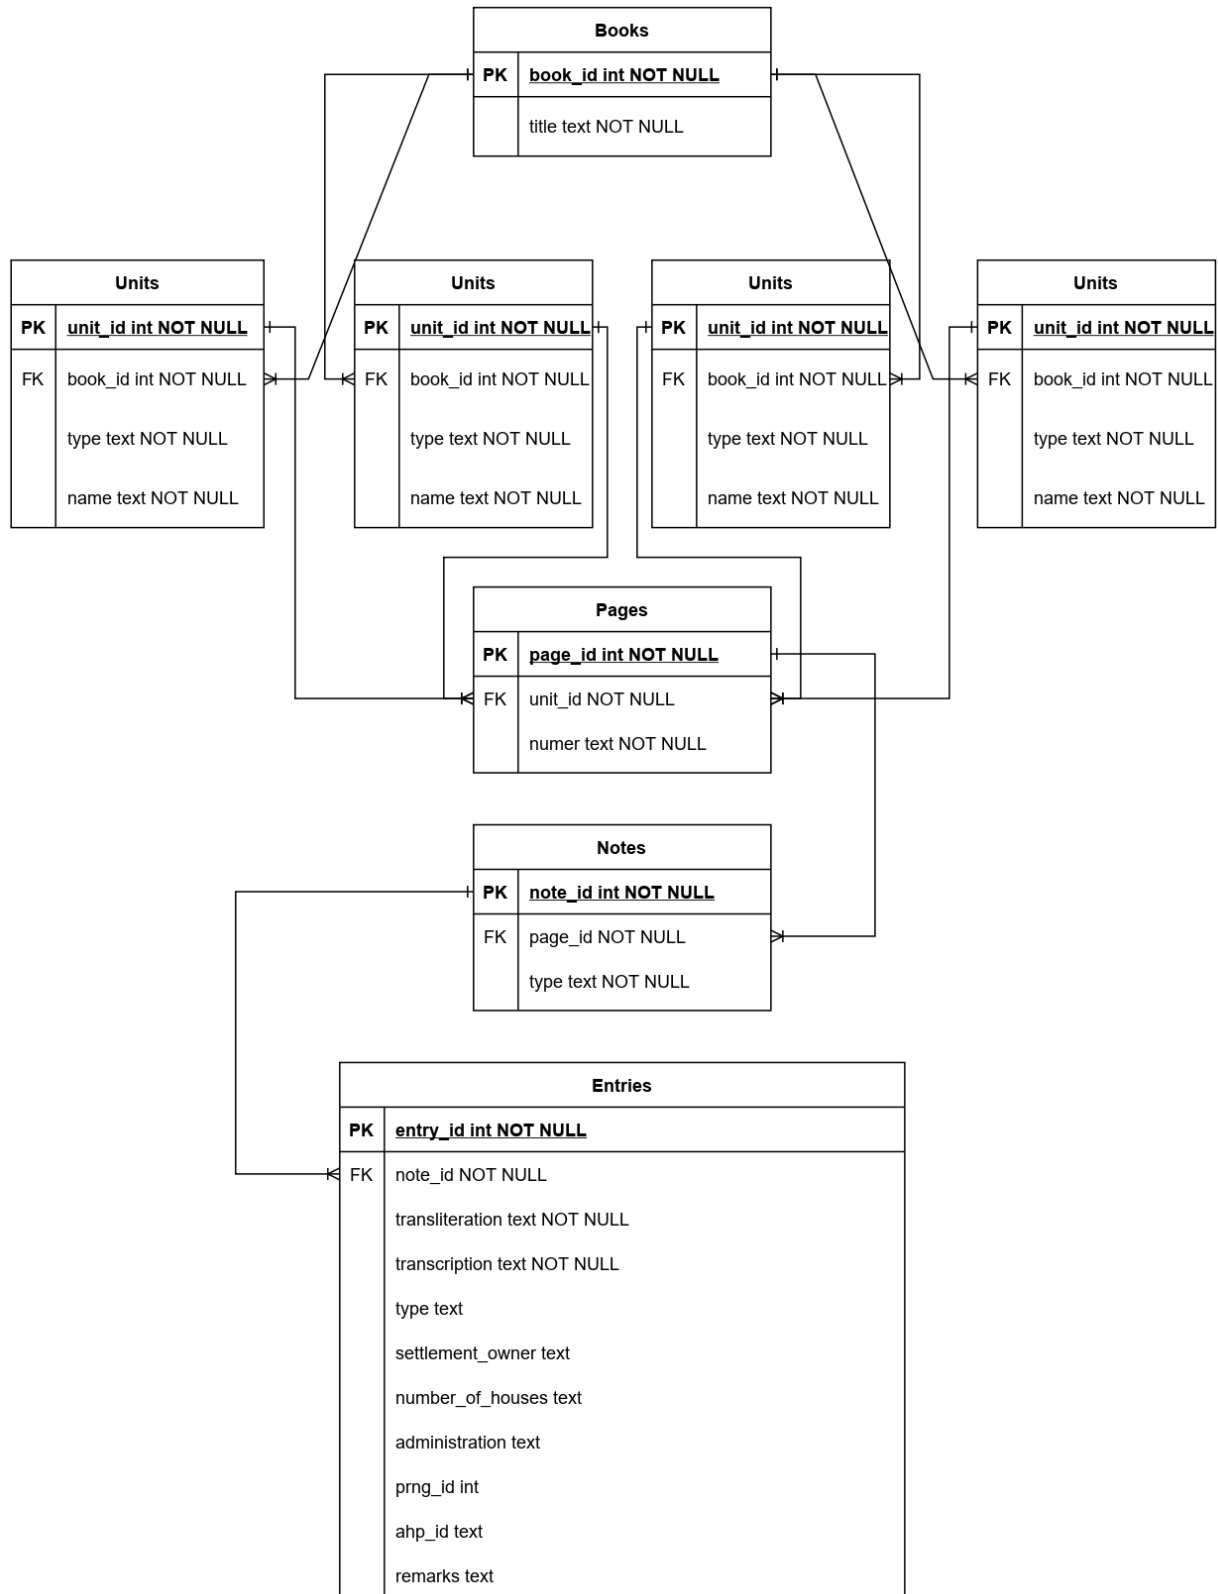 Books
PK book_id int NOT NULL
title text NOT NULL
Units
PK unit_id int NOT NULL
FK book_id int NOT NULL
type text NOT NULL
name text NOT NULL
Units
PK unit_id int NOT NULL
FK book_id int NOT NULL
type text NOT NULL
name text NOT NULL
Units
PK unit_id int NOT NULL
FK book_id int NOT NULL
type text NOT NULL
name text NOT NULL
Units
PK unit_id int NOT NULL
FK book_id int NOT NULL
type text NOT NULL
name text NOT NULL
Pages
PK page_id int NOT NULL
FK unit_id NOT NULL
numer text NOT NULL
Notes
PK note_id int NOT NULL
FK page_id NOT NULL
type text NOT NULL
Entries
PK entry_id int NOT NULL
FK note_id NOT NULL
transliteration text NOT NULL
transcription text NOT NULL
type text
settlement_owner text
number_of_houses text
administration text
prng_id int
ahp_id text
remarks text